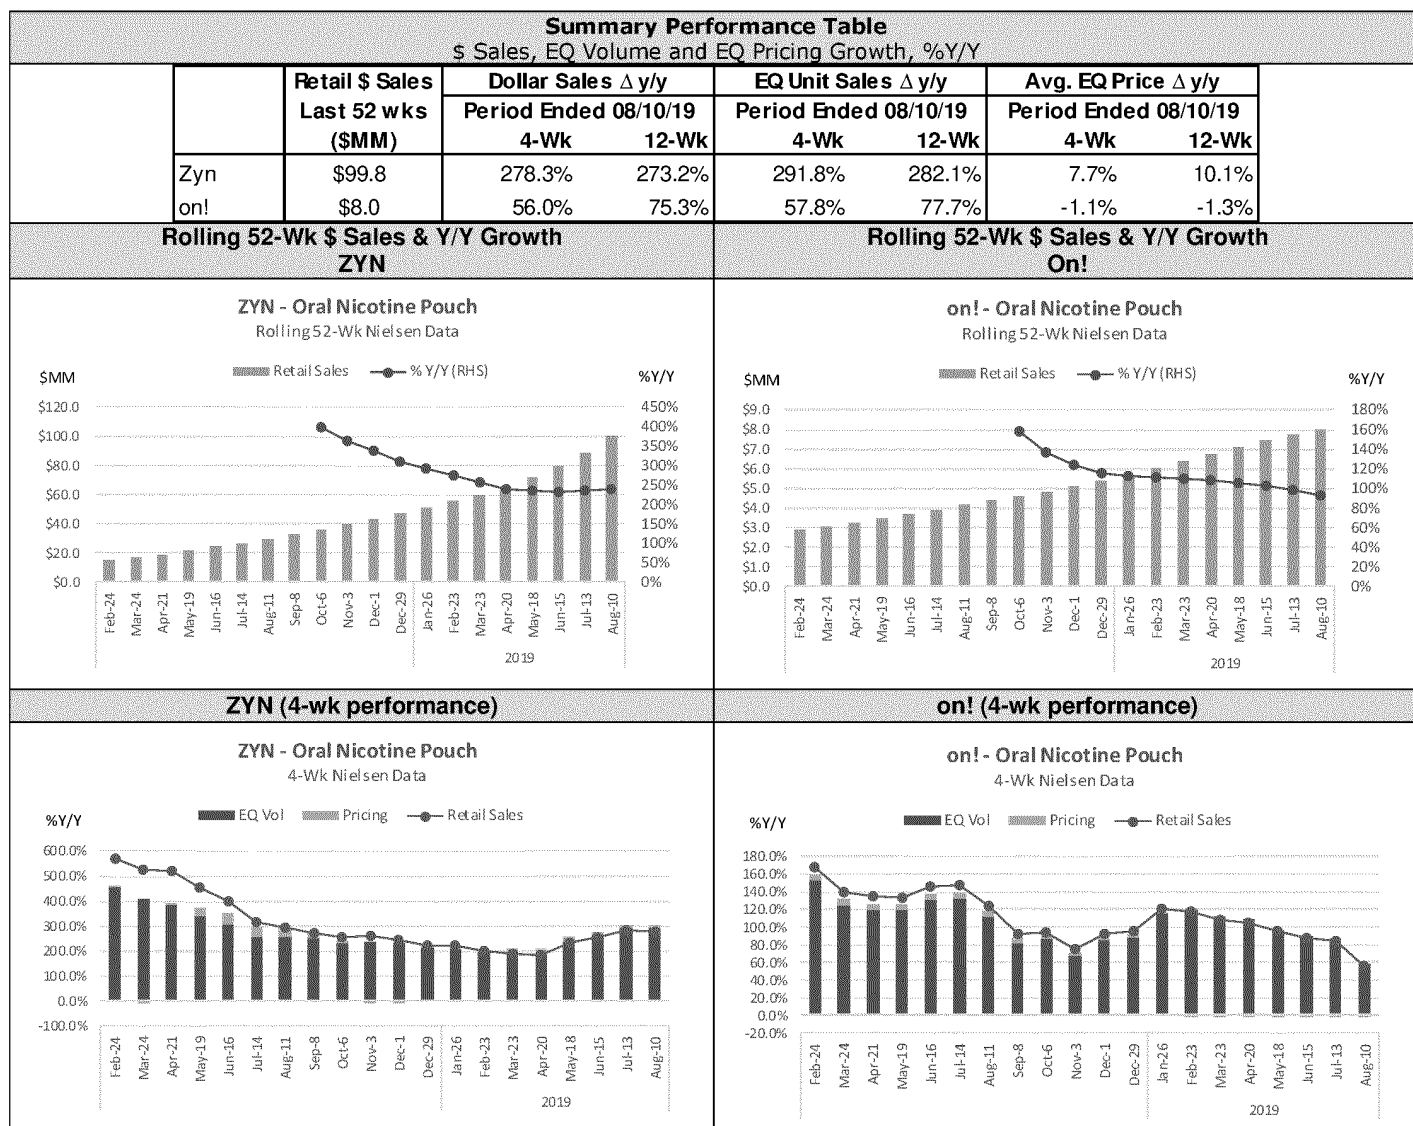 Summary Performance Table
$ Sales, EQ Volume and EQ Pricing Growth, %Y/Y
Retail $ Sales Dollar Sales Δ y/y EQ Unit Sales Δ y/y Avg. EQ Price Δ y/y
Last 52 wks Period Ended 08/10/19 Period Ended 08/10/19 Period Ended 08/10/19
($MM) 4-Wk 12-Wk 4-Wk 12-Wk 4-Wk 12-Wk
Zyn $99.8 278.3% 273.2% 291.8% 282.1% 7.7% 10.1%
on! $8.0 56.0% 75.3% 57.8% 77.7% -1.1% -1.3%
Rolling 52-Wk $ Sales & Y/Y Growth
ZYN
ZYN - Oral Nicotine Pouch
Rolling 52-Wk Nielsen Data
Retail Sales % Y/Y (RHS)
$MM %Y/Y
$120.0 450%
$100.0 400%
$80.0 350%
$60.0 300%
$40.0 250%
$20.0 200%
$0.0 150%
100%
50%
0%
Feb-24 Mar-24 Apr-21 May-19 Jun-16 Jul-14 Aug-11 Sep-8 Oct-6 Nov-3 Dec-1 Dec-29 Jan-26 Feb-23 Mar-23 Apr-20 May-18 Jun-15 Jul-13 Aug-10
2019
Rolling 52-Wk $ Sales & Y/Y Growth
On!
on! - Oral Nicotine Pouch
Rolling 52-Wk Nielsen Data
Retail Sales % Y/Y (RHS)
$MM %Y/Y
$9.0 180%
$8.0 160%
$7.0 140%
$6.0 120%
$5.0 100%
$4.0 80%
$3.0 60%
$2.0 40%
$1.0 20%
$0.0 0%
Feb-24 Mar-24 Apr-21 May-19 Jun-16 Jul-14 Aug-11 Sep-8 Oct-6 Nov-3 Dec-1 Dec-29 Jan-26 Feb-23 Mar-23 Apr-20 May-18 Jun-15 Jul-13 Aug-10
2019
ZYN (4-wk performance)
ZYN - Oral Nicotine Pouch
4-Wk Nielsen Data
EQ Vol Pricing Retail Sales
%Y/Y
600.0%
500.0%
400.0%
300.0%
200.0%
100.0%
0.0%
-100.0%
Feb-24 Mar-24 Apr-21 May-19 Jun-16 Jul-14 Aug-11 Sep-8 Oct-6 Nov-3 Dec-1 Dec-29 Jan-26 Feb-23 Mar-23 Apr-20 May-18 Jun-15 Jul-13 Aug-10
2019
on! (4-wk performance)
on! - Oral Nicotine Pouch
4-Wk Nielsen Data
EQ Vol Pricing Retail Sales
%Y/Y
180.0%
160.0%
140.0%
120.0%
100.0%
80.0%
60.0%
40.0%
20.0%
0.0%
-20.0%
Feb-24 Mar-24 Apr-21 May-19 Jun-16 Jul-14 Aug-11 Sep-8 Oct-6 Nov-3 Dec-1 Dec-29 Jan-26 Feb-23 Mar-23 Apr-20 May-18 Jun-15 Jul-13 Aug-10
2019